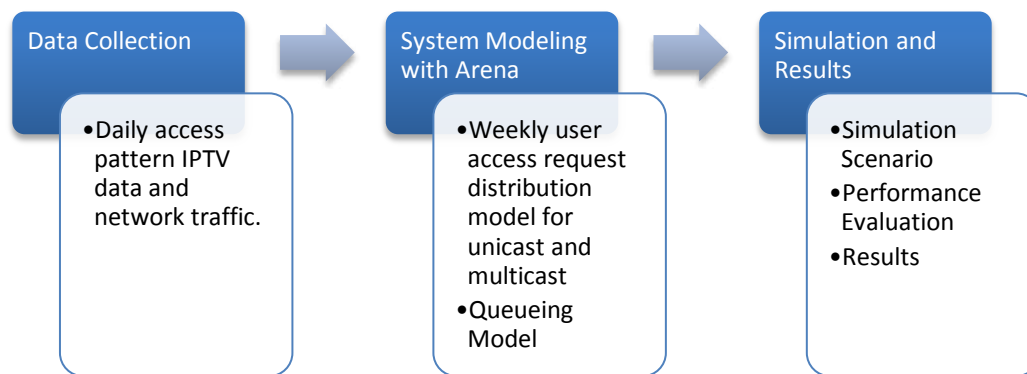 Data Collection
•Daily access
pattern IPTV
data and
network traffic.
System Modeling
with Arena
•Weekly user
access request
distribution
model for
unicast and
multicast
•Queueing
Model
Simulation and
Results
•Simulation
Scenario
•Performance
Evaluation
•Results